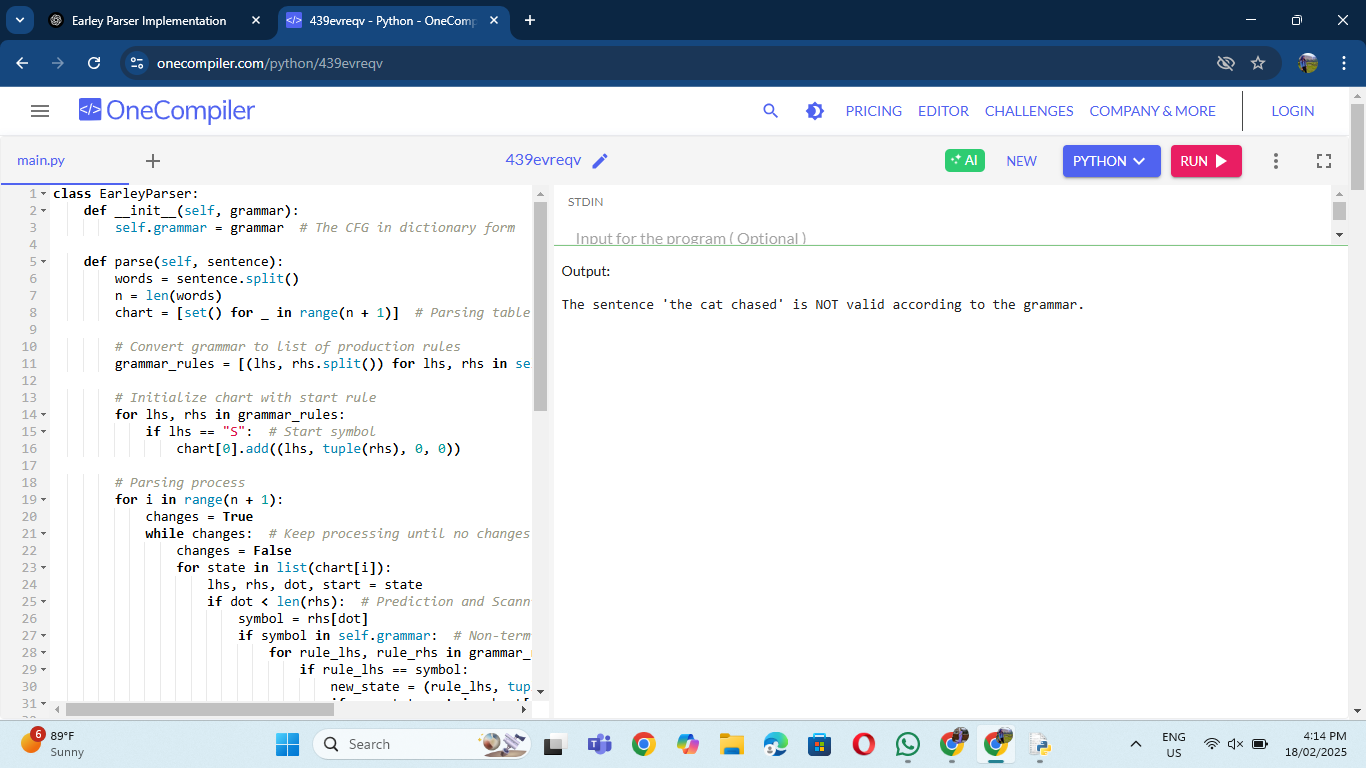 Earley Parser Implementation
439evreqv - Python - OneComp
onecompiler.com/python/439evreqv
</> OneCompiler
PRICING EDITOR CHALLENGES COMPANY & MORE LOGIN
main.py
439evreqv
AI NEW PYTHON RUN
1 class EarleyParser:
2 def __init__(self, grammar):
3 self.grammar = grammar # The CFG in dictionary form
4
5 def parse(self, sentence):
6 words = sentence.split()
7 n = len(words)
8 chart = [set() for _ in range(n + 1)] # Parsing table
9
10 # Convert grammar to list of production rules
11 grammar_rules = [(lhs, rhs.split()) for lhs, rhs in se
12
13 # Initialize chart with start rule
14 for lhs, rhs in grammar_rules:
15 if lhs == "S": # Start symbol
16 chart[0].add((lhs, tuple(rhs), 0, 0))
17
18 # Parsing process
19 for i in range(n + 1):
20 changes = True
21 while changes: # Keep processing until no changes
22 changes = False
23 for state in list(chart[i]):
24 lhs, rhs, dot, start = state
25 if dot < len(rhs): # Prediction and Scann
26 symbol = rhs[dot]
27 if symbol in self.grammar: # Non-term
28 for rule_lhs, rule_rhs in grammar_
29 if rule_lhs == symbol:
30 new_state = (rule_lhs, tup
31
STDIN
Input for the program ( Optional )
Output:
The sentence 'the cat chased' is NOT valid according to the grammar.
6
89°F
Sunny
Search
ENG
US
4:14 PM
18/02/2025